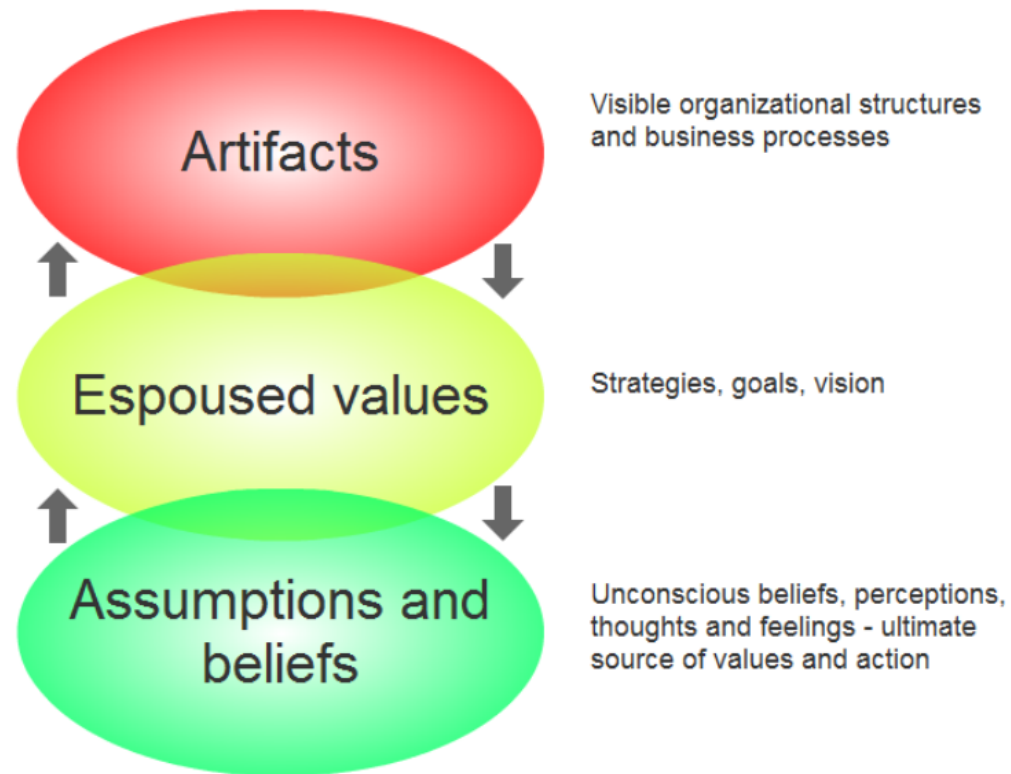 Artifacts
Visible organizational structures
and business processes
Espoused values
Strategies, goals, vision
Assumptions and
beliefs
Unconscious beliefs, perceptions,
thoughts and feelings - ultimate
source of values and action